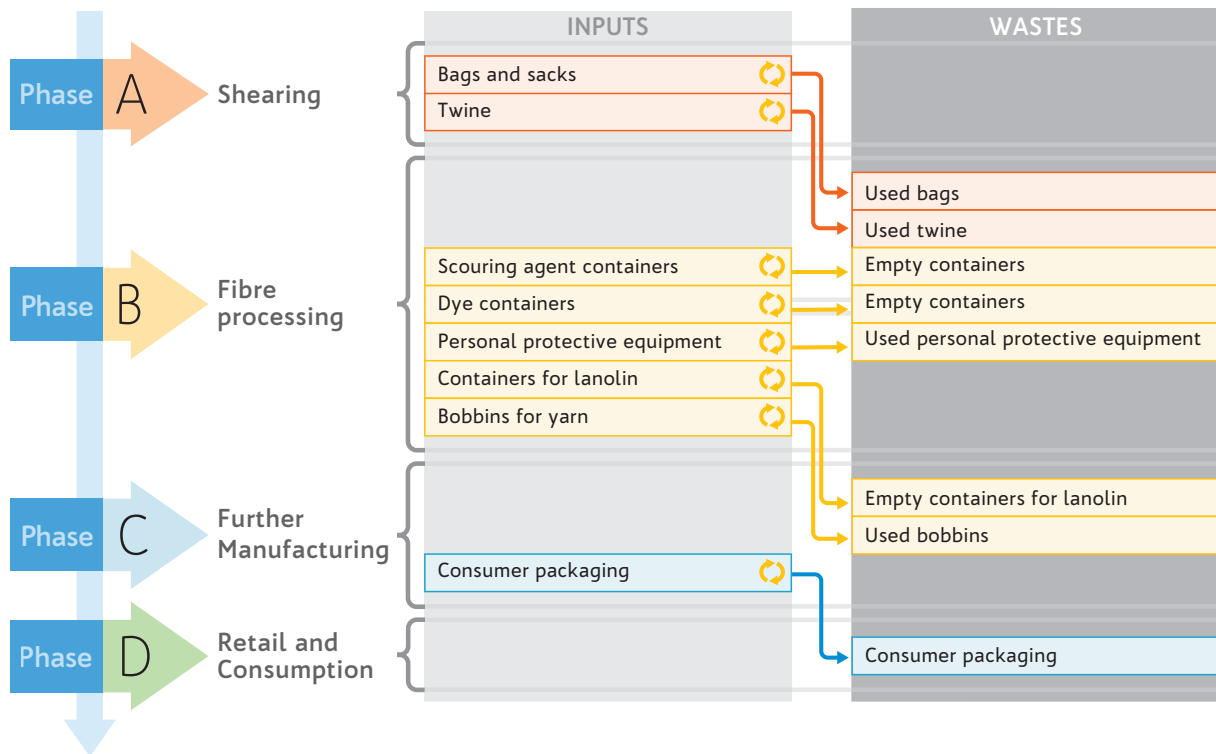 INPUTS
WASTES
Phase A
Shearing
Bags and sacks
Twine
Used bags
Used twine
Phase B
Fibre
processing
Scouring agent containers
Empty containers
Dye containers
Empty containers
Personal protective equipment
Used personal protective equipment
Containers for lanolin
Bobbins for yarn
Phase C
Further
Manufacturing
Empty containers for lanolin
Used bobbins
Consumer packaging
Phase D
Retail and
Consumption
Consumer packaging